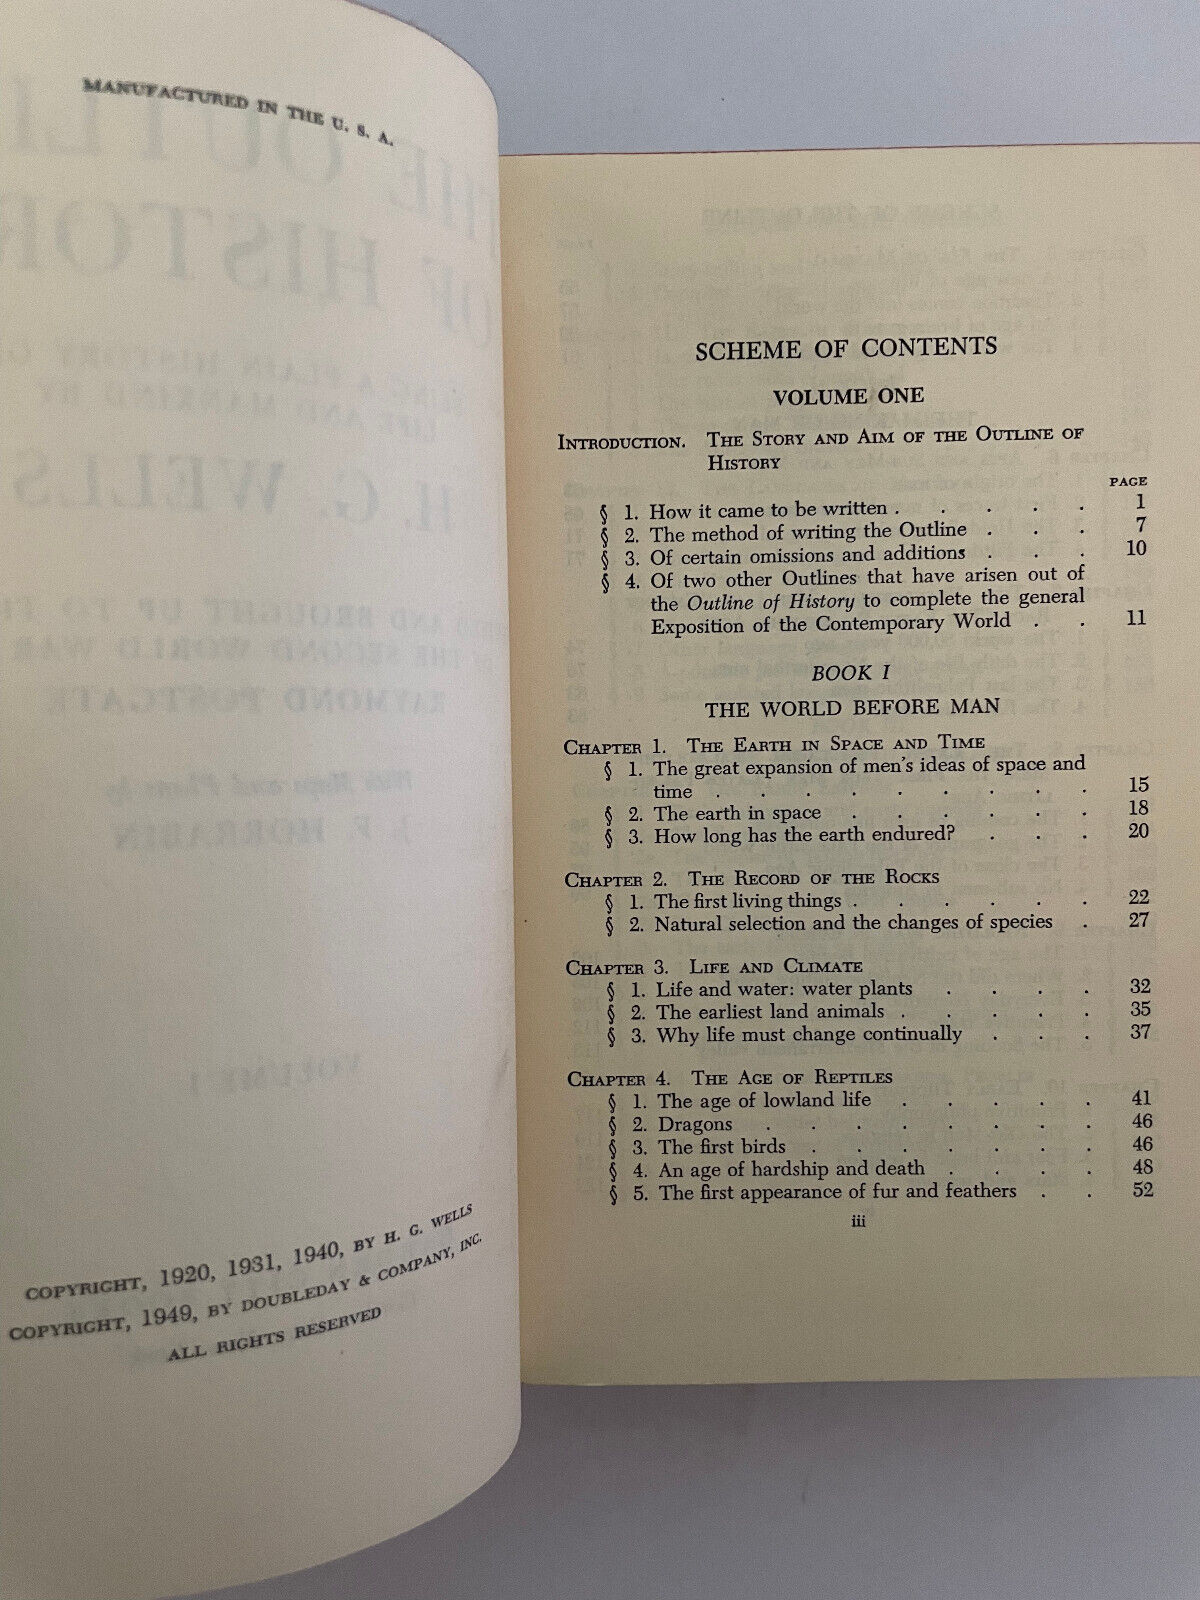 MANUFACTURED IN THE U. S. A.
COPYRIGHT, 1920, 1931, 1940, BY H. G. WELLS
COPYRIGHT, 1949, BY DOUBLEDAY & COMPANY, INC.
ALL RIGHTS RESERVED
SCHEME OF CONTENTS
VOLUME ONE
INTRODUCTION. THE STORY AND AIM OF THE OUTLINE OF
HISTORY
PAGE
§ 1. How it came to be written . . . . . 1
§ 2. The method of writing the Outline . . . 7
§ 3. Of certain omissions and additions . . . 10
§ 4. Of two other Outlines that have arisen out of
the Outline of History to complete the general
Exposition of the Contemporary World . . 11
BOOK I
THE WORLD BEFORE MAN
CHAPTER 1. THE EARTH IN SPACE AND TIME
§ 1. The great expansion of men's ideas of space and
time . . . . . . . . . 15
§ 2. The earth in space . . . . . . 18
§ 3. How long has the earth endured? . . . 20
CHAPTER 2. THE RECORD OF THE ROCKS
§ 1. The first living things . . . . . . 22
§ 2. Natural selection and the changes of species . 27
CHAPTER 3. LIFE AND CLIMATE
§ 1. Life and water: water plants . . . . 32
§ 2. The earliest land animals . . . . . 35
§ 3. Why life must change continually . . . 37
CHAPTER 4. THE AGE OF REPTILES
§ 1. The age of lowland life . . . . . 41
§ 2. Dragons . . . . . . . . 46
§ 3. The first birds . . . . . . . 46
§ 4. An age of hardship and death . . . . 48
§ 5. The first appearance of fur and feathers . . 52
iii